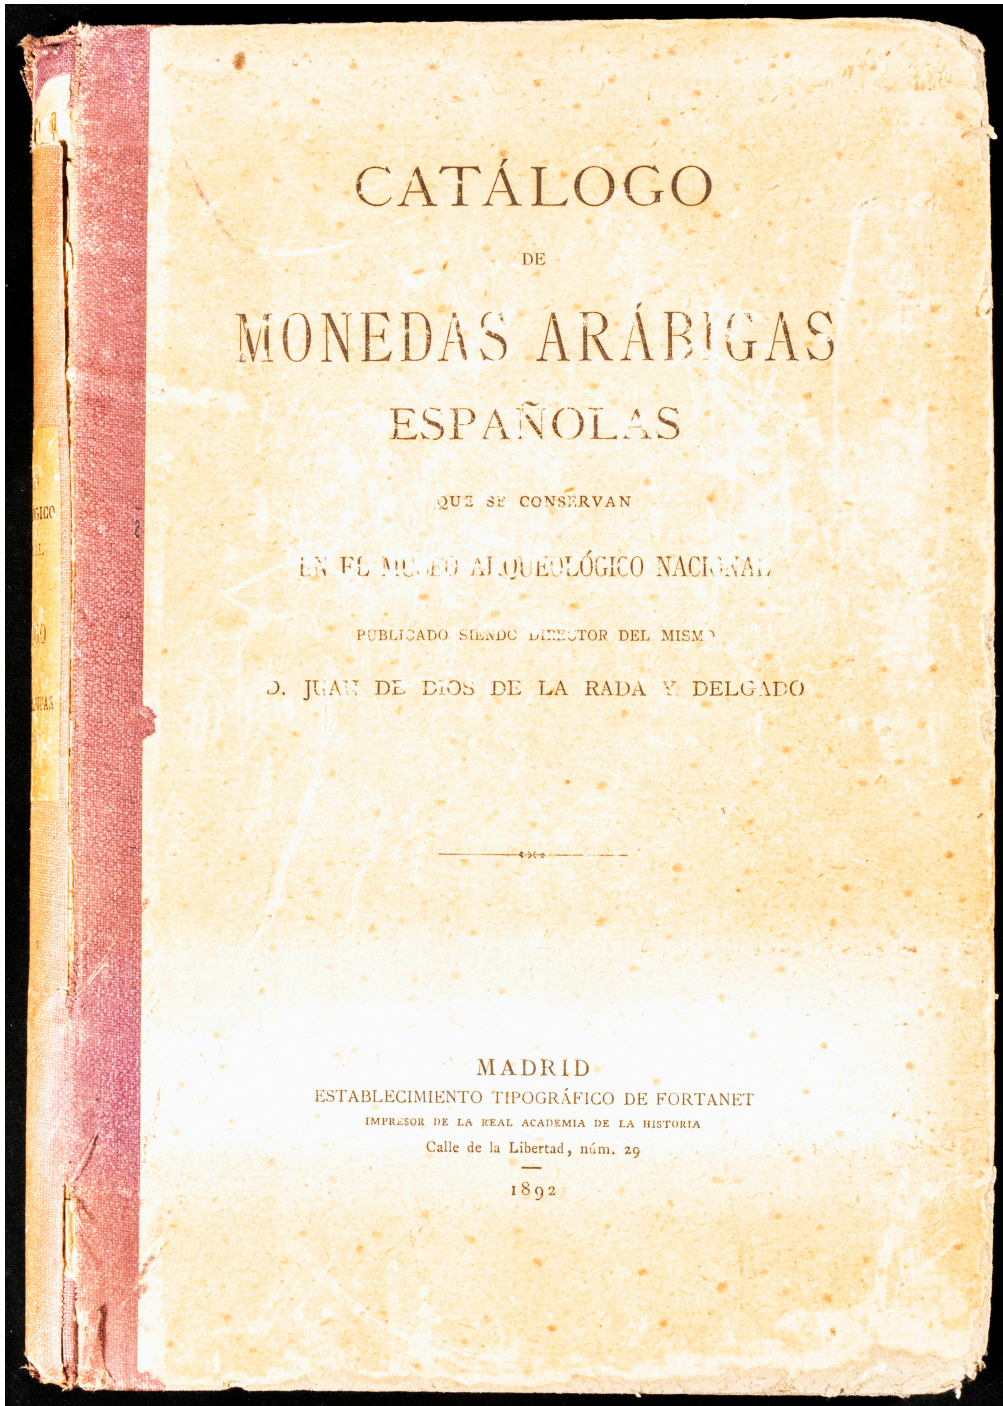 CATÁLOGO
DE
MONEDAS ARÁBIGAS
ESPAÑOLAS
QUE SE CONSERVAN
EN EL MUSEO ARQUEOLÓGICO NACIONAL
PUBLICADO SIENDO DIRECTOR DEL MISMO
D. JUAN DE DIOS DE LA RADA Y DELGADO
MADRID
ESTABLECIMIENTO TIPOGRÁFICO DE FORTANET
IMPRESOR DE LA REAL ACADEMIA DE LA HISTORIA
Calle de la Libertad, núm. 29
1892